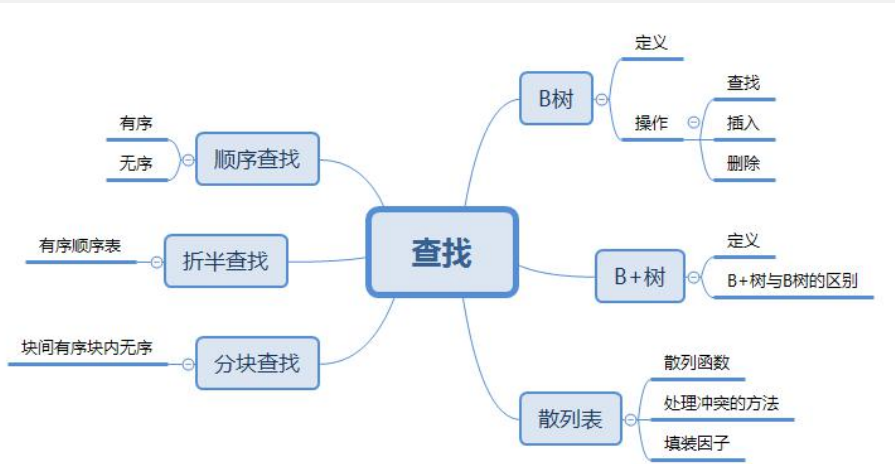 查找
顺序查找
有序
无序
折半查找
有序顺序表
分块查找
块间有序块内无序
B树
定义
操作
查找
插入
删除
B+树
定义
B+树与B树的区别
散列表
散列函数
处理冲突的方法
填装因子